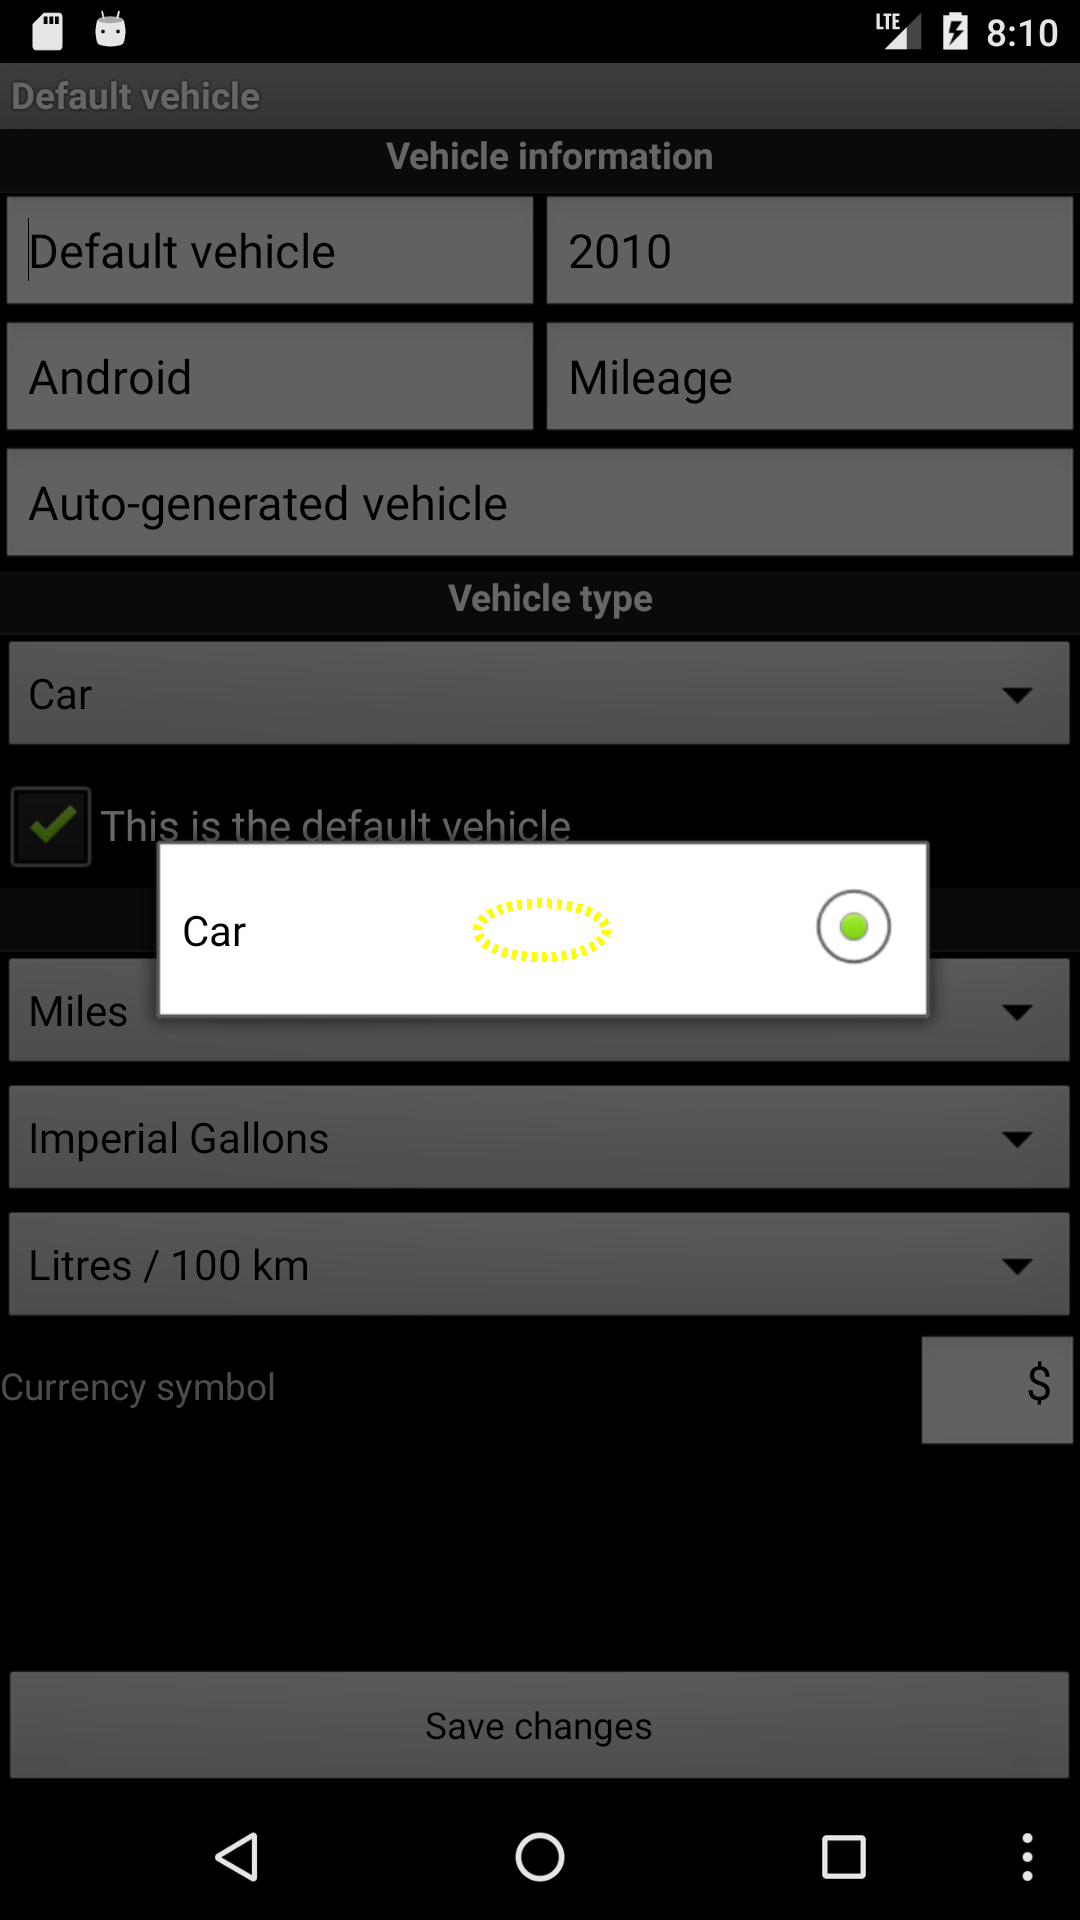 LTE 8:10
Default vehicle
Vehicle information
Default vehicle 2010
Android Mileage
Auto-generated vehicle
Vehicle type
Car
This is the default vehicle
Car
Miles
Imperial Gallons
Litres / 100 km
Currency symbol $
Save changes